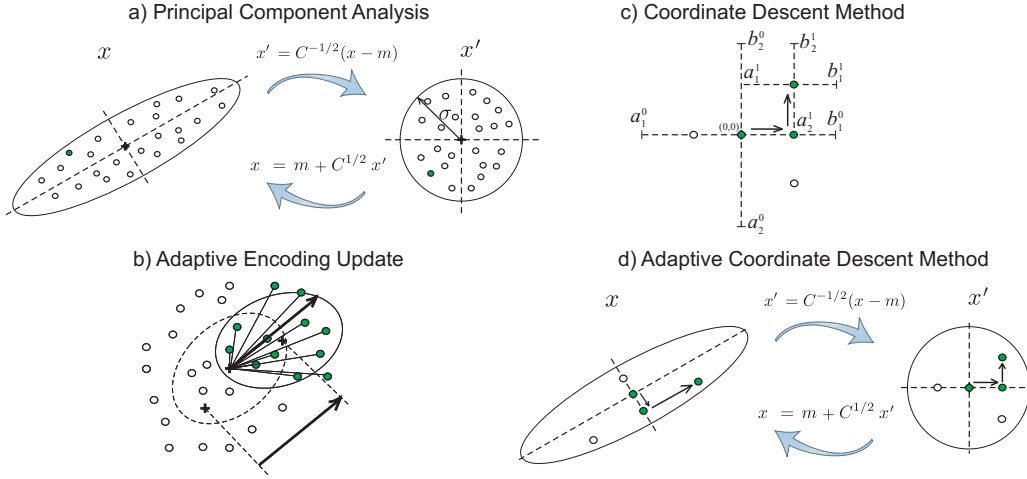 a) Principal Component Analysis
x
x' = C^{-1/2}(x − m)
x'
σ
x = m + C^{1/2} x'
b) Adaptive Encoding Update
c) Coordinate Descent Method
b_2^0
b_2^1
a_1^1
b_1^1
a_1^0
(0,0)
a_2^1
b_1^0
a_2^0
d) Adaptive Coordinate Descent Method
x
x' = C^{-1/2}(x − m)
x'
x = m + C^{1/2} x'